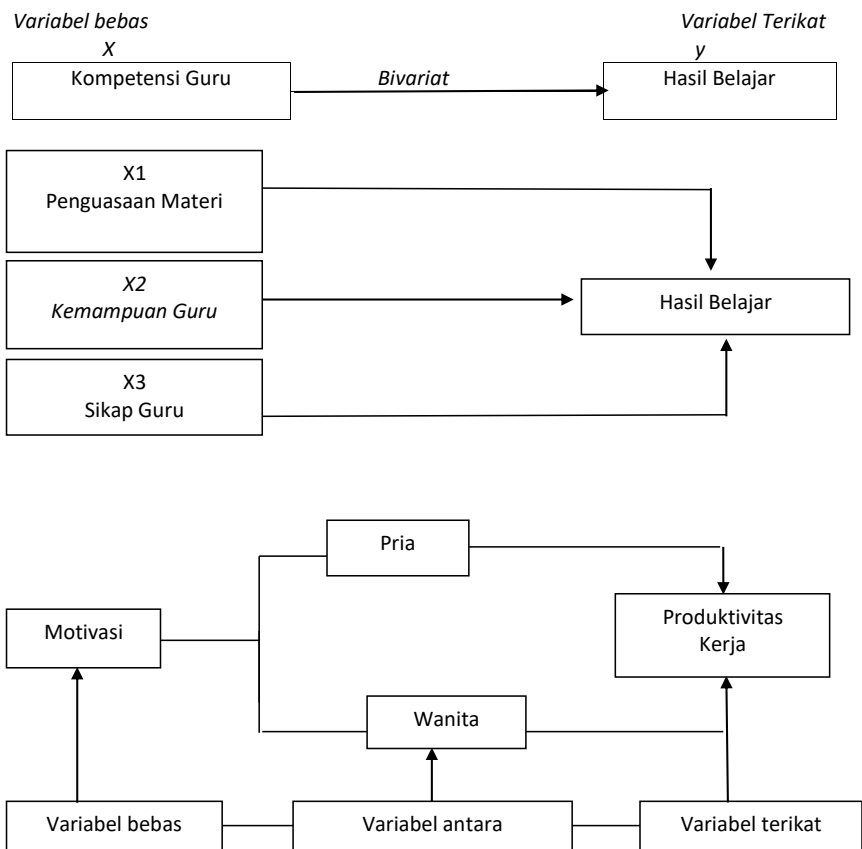 Variabel bebas
X
Variabel Terikat
y
Kompetensi Guru
Bivariat
Hasil Belajar
X1
Penguasaan Materi
X2
Kemampuan Guru
Hasil Belajar
X3
Sikap Guru
Pria
Motivasi
Produktivitas
Kerja
Wanita
Variabel bebas
Variabel antara
Variabel terikat